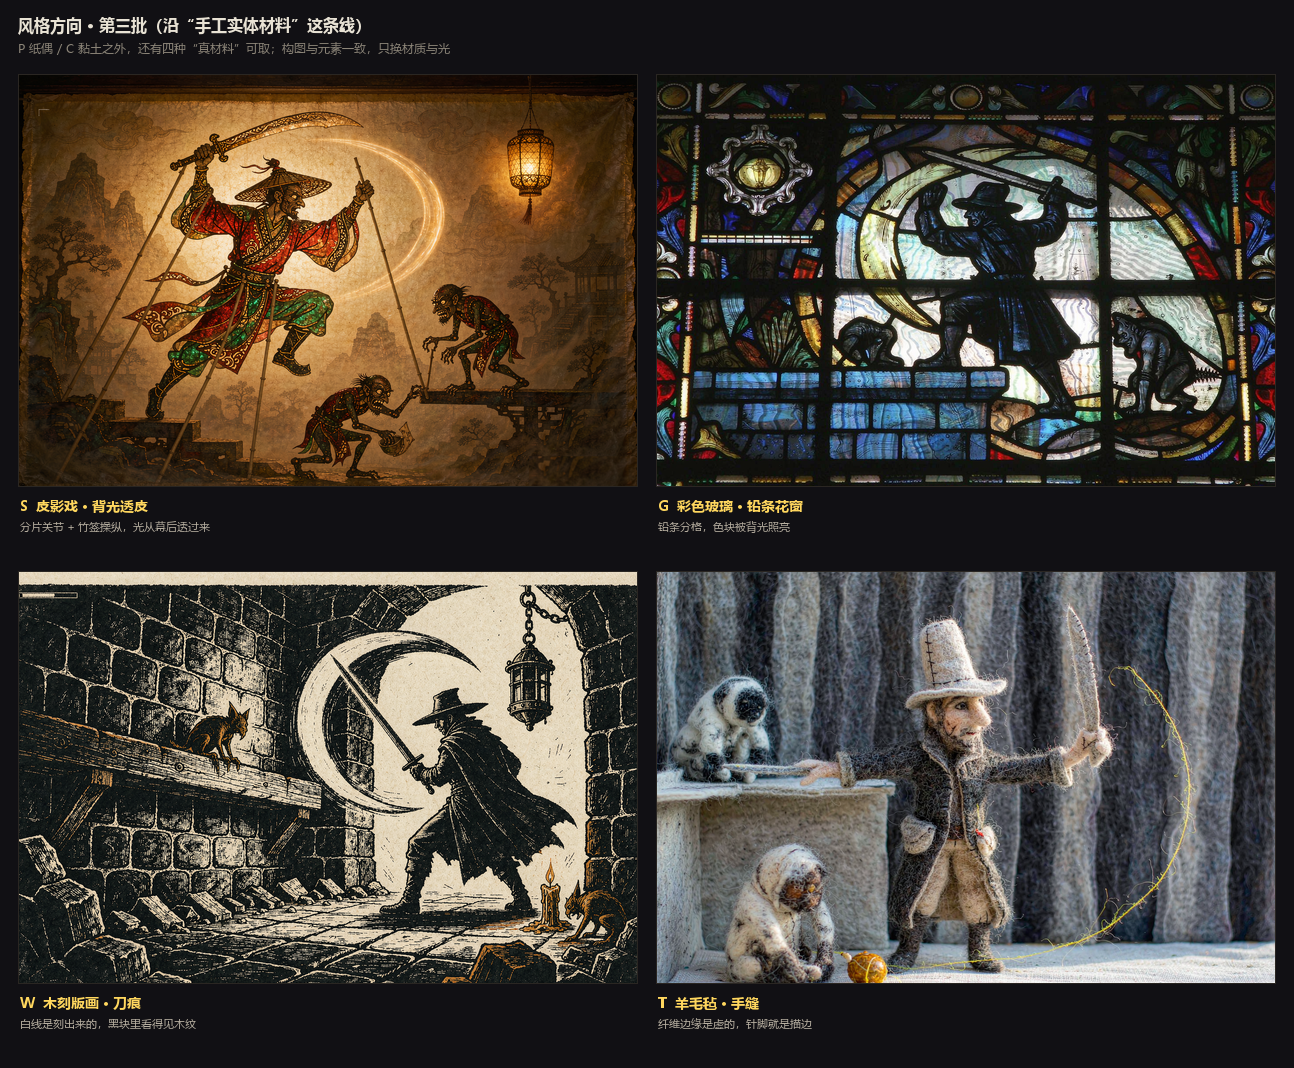 风格方向 • 第三批（沿 “手工实体材料” 这条线）
P 纸偶 / C 黏土之外，还有四种 “真材料” 可取；构图与元素一致，只换材质与光
S 皮影戏 • 背光透皮
分片关节 + 竹签操纵，光从幕后透过来
G 彩色玻璃 • 铅条花窗
铅条分格，色块被背光照亮
W 木刻版画 • 刀痕
白线是刻出来的，黑块里看得见木纹
T 羊毛毡 • 手缝
纤维边缘是虚的，针脚就是描边